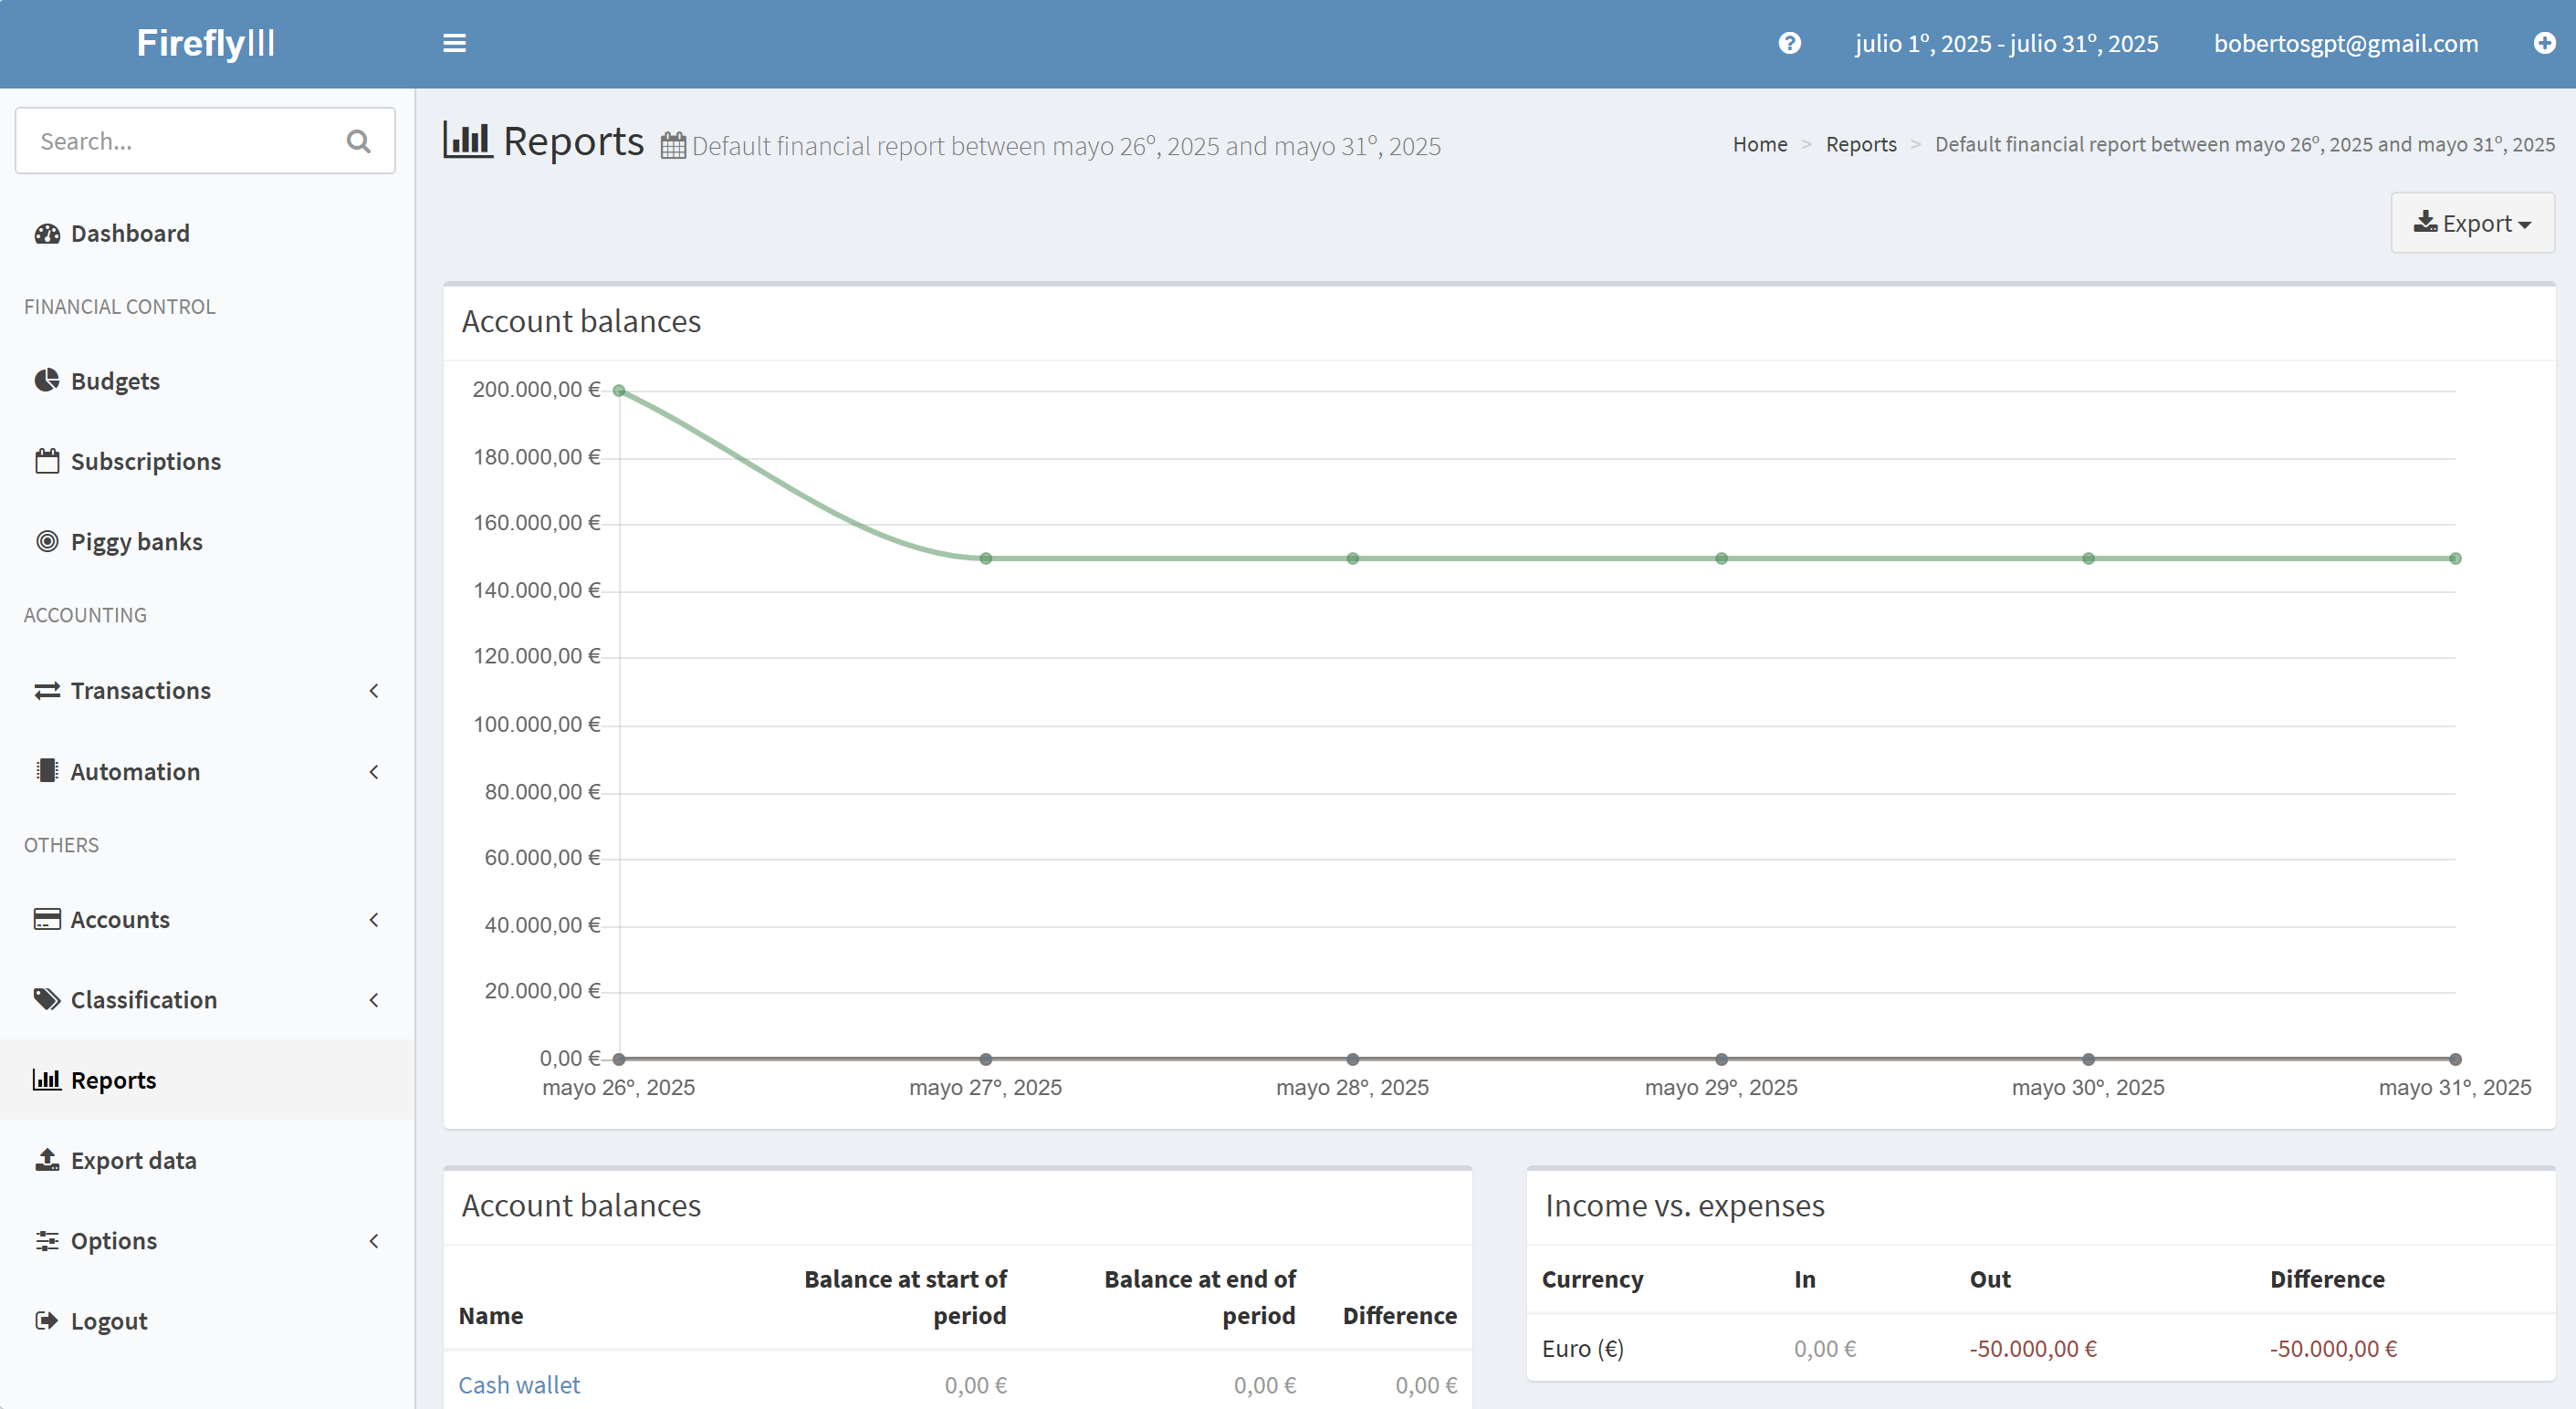 FireflyIII
julio 1º, 2025 - julio 31º, 2025
bobertosgpt@gmail.com
Search...
Dashboard
FINANCIAL CONTROL
Budgets
Subscriptions
Piggy banks
ACCOUNTING
Transactions
Automation
OTHERS
Accounts
Classification
Reports
Export data
Options
Logout
Reports Default financial report between mayo 26º, 2025 and mayo 31º, 2025
Home > Reports > Default financial report between mayo 26º, 2025 and mayo 31º, 2025
Export
Account balances
200.000,00 €
180.000,00 €
160.000,00 €
140.000,00 €
120.000,00 €
100.000,00 €
80.000,00 €
60.000,00 €
40.000,00 €
20.000,00 €
0,00 €
mayo 26º, 2025 mayo 27º, 2025 mayo 28º, 2025 mayo 29º, 2025 mayo 30º, 2025 mayo 31º, 2025
Account balances
Name Balance at start of period Balance at end of period Difference
Cash wallet 0,00 € 0,00 € 0,00 €
Income vs. expenses
Currency In Out Difference
Euro (€) 0,00 € -50.000,00 € -50.000,00 €